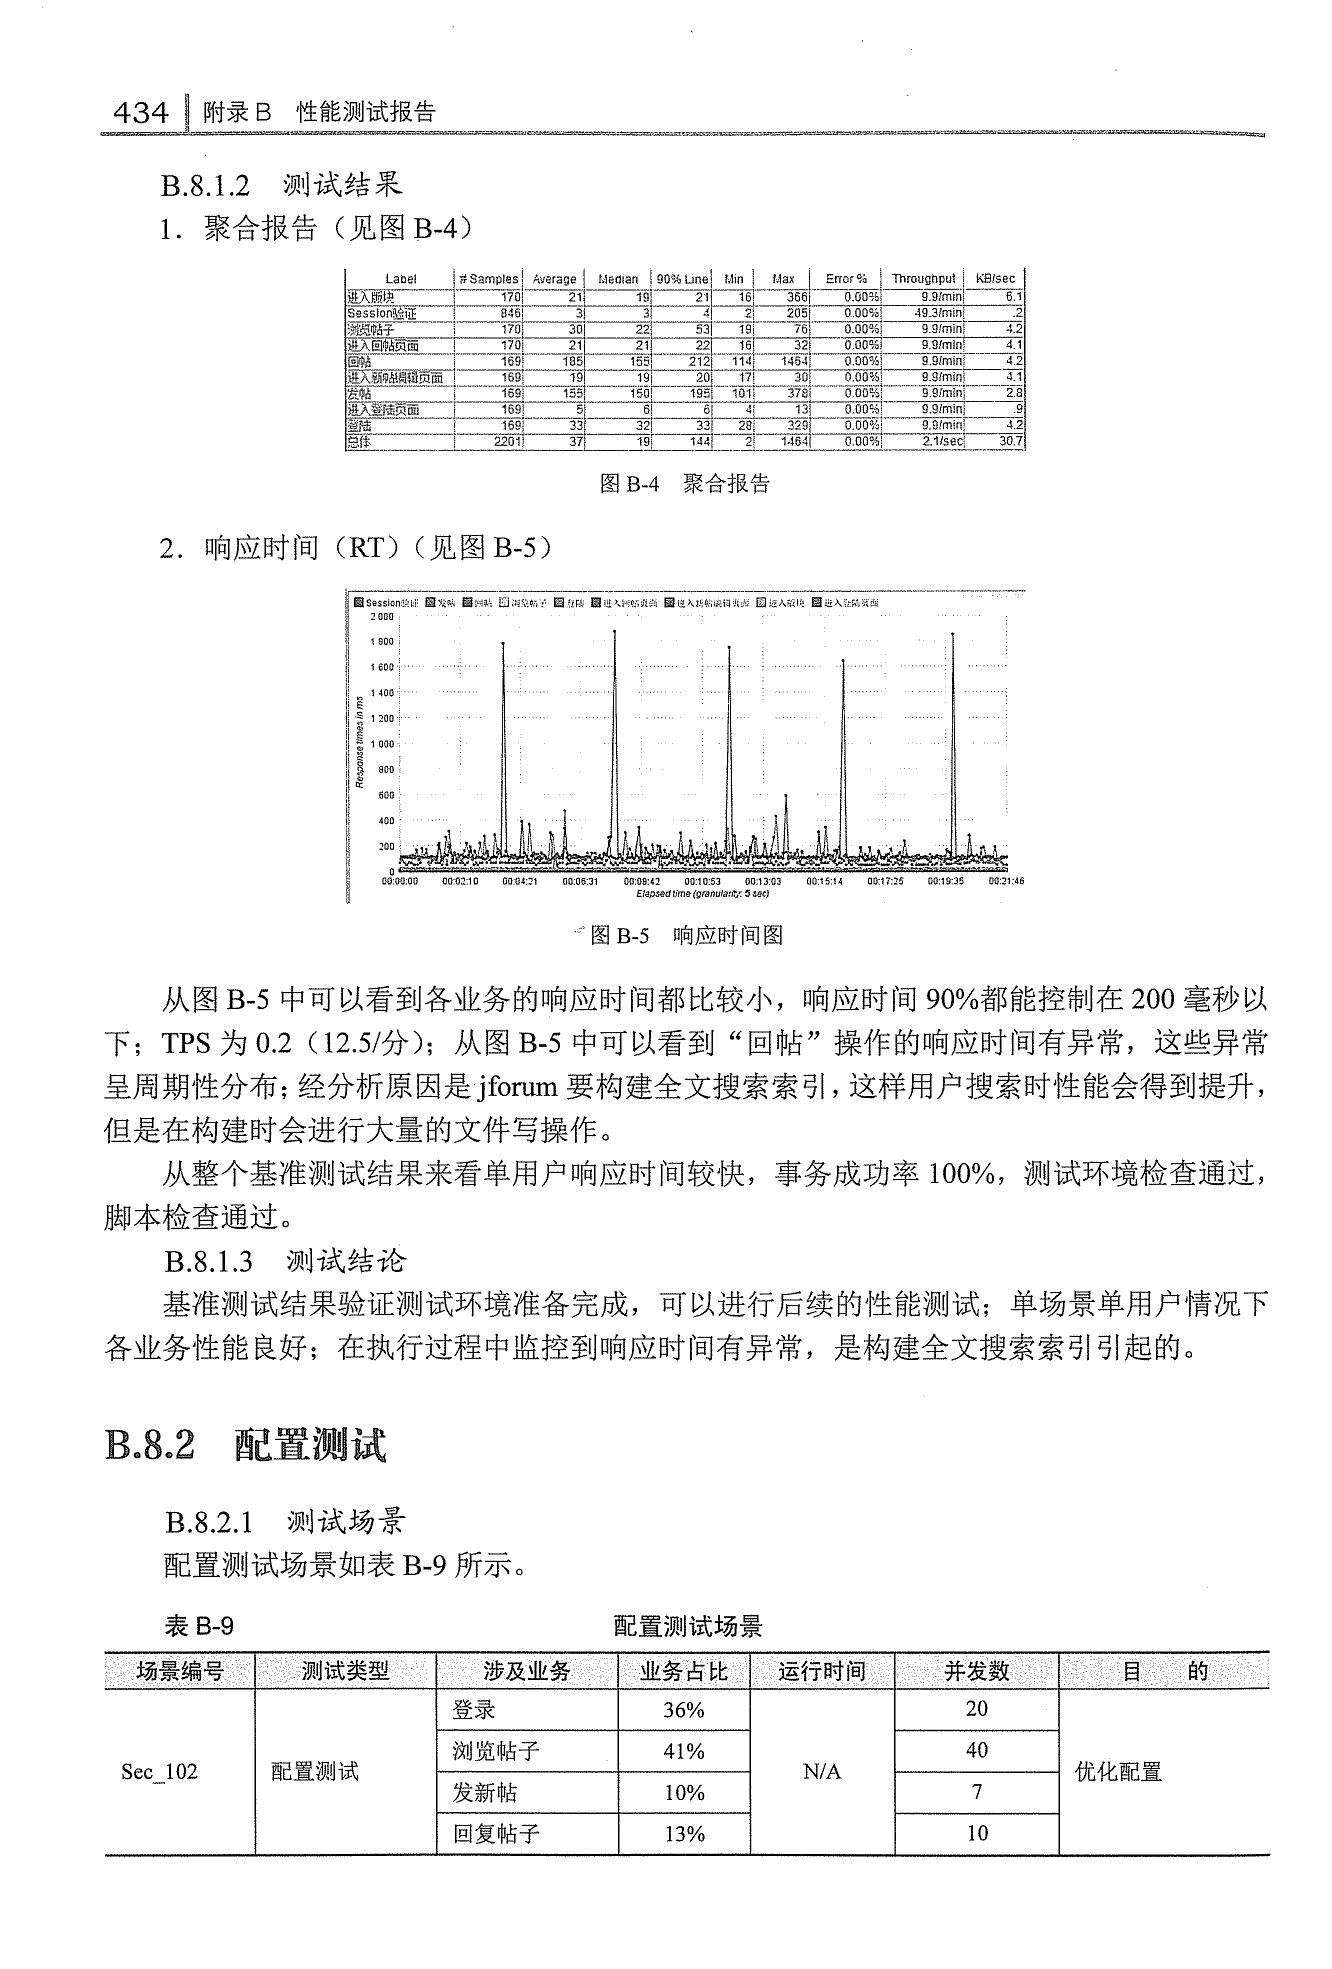 434 附录 B 性能测试报告
B.8.1.2 测试结果
1．聚合报告（见图 B-4）
Label # Samples Average Median 90% Line Min Max Error % Throughput KB/sec
进入版块 170 21 19 21 16 366 0.00% 9.9/min 6.1
Session验证 846 3 3 4 2 205 0.00% 49.3/min .2
浏览帖子 170 30 22 53 19 76 0.00% 9.9/min 4.2
进入回帖页面 170 21 21 22 16 32 0.00% 9.9/min 4.1
回帖 169 185 155 212 114 1464 0.00% 9.9/min 4.2
进入新帖编辑页面 169 19 19 20 17 30 0.00% 9.9/min 4.1
发帖 169 155 150 195 101 378 0.00% 9.9/min 2.8
进入登陆页面 169 5 6 6 4 13 0.00% 9.9/min .9
登陆 169 33 32 33 28 329 0.00% 9.9/min 4.2
总体 2201 37 19 144 2 1464 0.00% 2.1/sec 30.7
图 B-4 聚合报告
2．响应时间（RT）（见图 B-5）
Session验证 发帖 回帖 浏览帖子 登陆 进入回帖页面 进入新帖编辑页面 进入版块 进入登陆页面
2 000
1 800
1 600
1 400
1 200
1 000
800
600
400
200
0
Response times in ms
00:00:00 00:02:10 00:04:21 00:06:31 00:08:42 00:10:53 00:13:03 00:15:14 00:17:25 00:19:35 00:21:46
Elapsed time (granularity: 5 sec)
图 B-5 响应时间图
从图 B-5 中可以看到各业务的响应时间都比较小，响应时间 90%都能控制在 200 毫秒以
下；TPS 为 0.2（12.5/分）；从图 B-5 中可以看到“回帖”操作的响应时间有异常，这些异常
呈周期性分布；经分析原因是 jforum 要构建全文搜索索引，这样用户搜索时性能会得到提升，
但是在构建时会进行大量的文件写操作。
从整个基准测试结果来看单用户响应时间较快，事务成功率 100%，测试环境检查通过，
脚本检查通过。
B.8.1.3 测试结论
基准测试结果验证测试环境准备完成，可以进行后续的性能测试；单场景单用户情况下
各业务性能良好；在执行过程中监控到响应时间有异常，是构建全文搜索索引引起的。
B.8.2 配置测试
B.8.2.1 测试场景
配置测试场景如表 B-9 所示。
表 B-9 配置测试场景
场景编号 测试类型 涉及业务 业务占比 运行时间 并发数 目 的
Sec_102 配置测试 登录 36% N/A 20 优化配置
浏览帖子 41% 40
发新帖 10% 7
回复帖子 13% 10